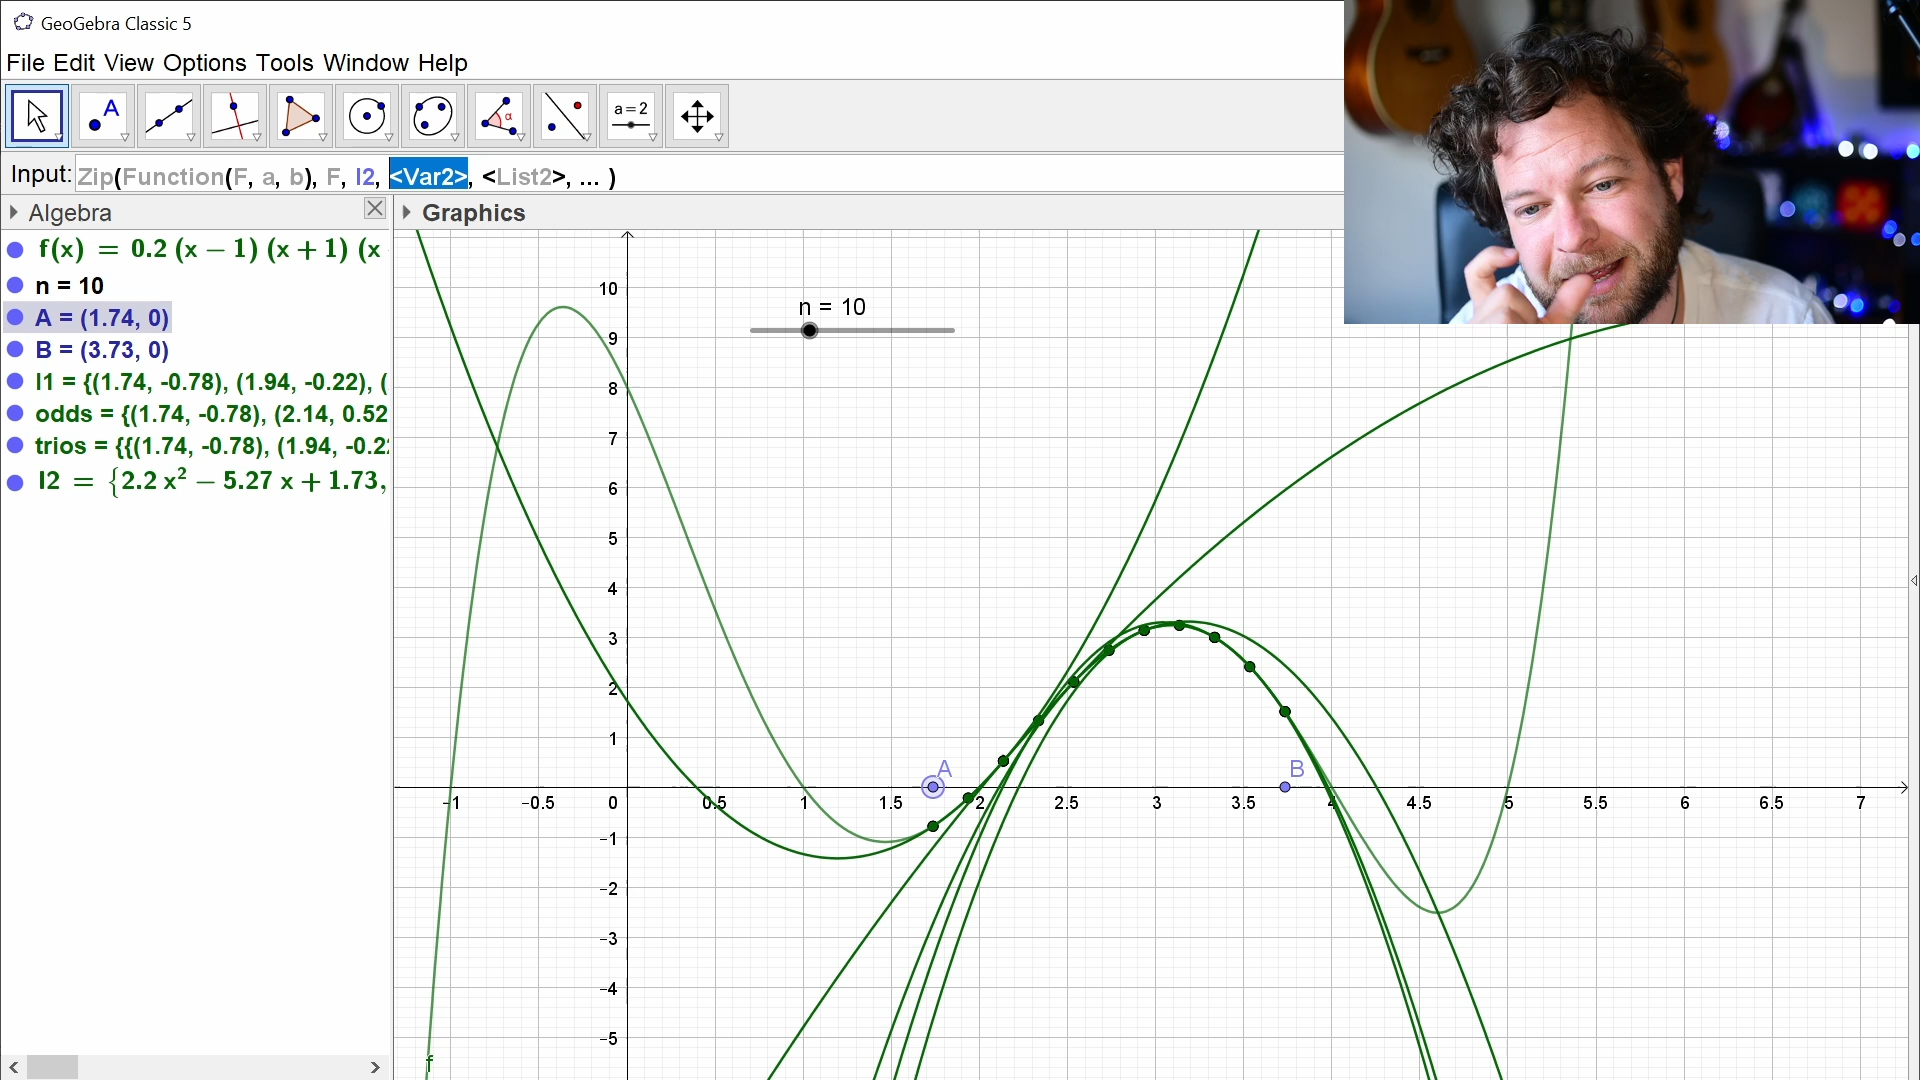 GeoGebra Classic 5
File Edit View Options Tools Window Help
A
α
a=2
Input: Zip(Function(F, a, b), F, l2, <Var2>, <List2>, ... )
Algebra
Graphics
f(x) = 0.2 (x − 1) (x + 1) (x
n = 10
A = (1.74, 0)
B = (3.73, 0)
l1 = {(1.74, -0.78), (1.94, -0.22), (
odds = {(1.74, -0.78), (2.14, 0.52
trios = {{(1.74, -0.78), (1.94, -0.22
l2 = {2.2 x² − 5.27 x + 1.73,
n = 10
10
9
8
7
6
5
4
3
2
1
A
B
-1 -0.5 0 0.5 1 1.5 2 2.5 3 3.5 4 4.5 5 5.5 6 6.5 7
−1
−2
−3
−4
−5
f